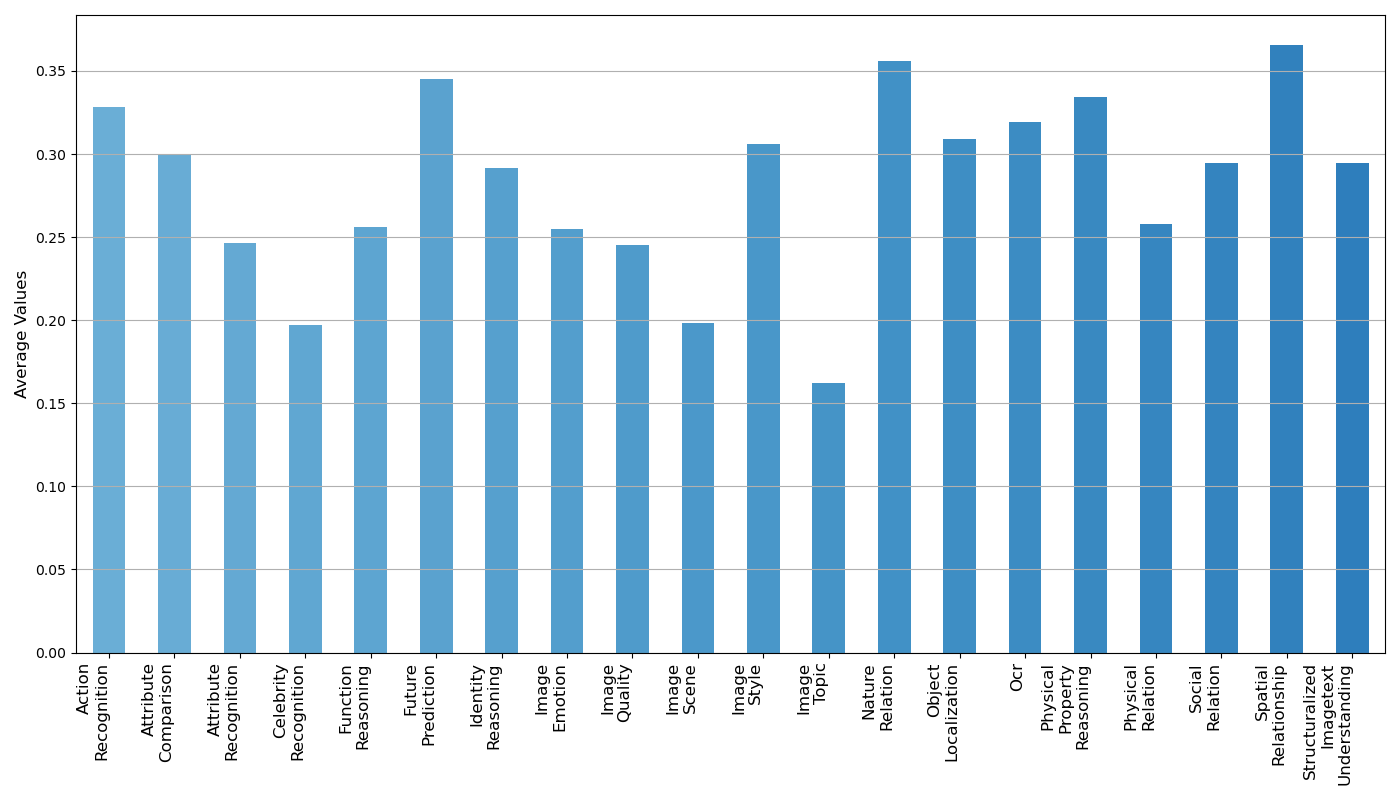 Average Values
0.35
0.30
0.25
0.20
0.15
0.10
0.05
0.00
Action
Recognition
Attribute
Comparison
Attribute
Recognition
Celebrity
Recognition
Function
Reasoning
Future
Prediction
Identity
Reasoning
Image
Emotion
Image
Quality
Image
Scene
Image
Style
Image
Topic
Nature
Relation
Object
Localization
Ocr
Physical
Property
Reasoning
Physical
Relation
Social
Relation
Spatial
Relationship
Structuralized
Imagetext
Understanding